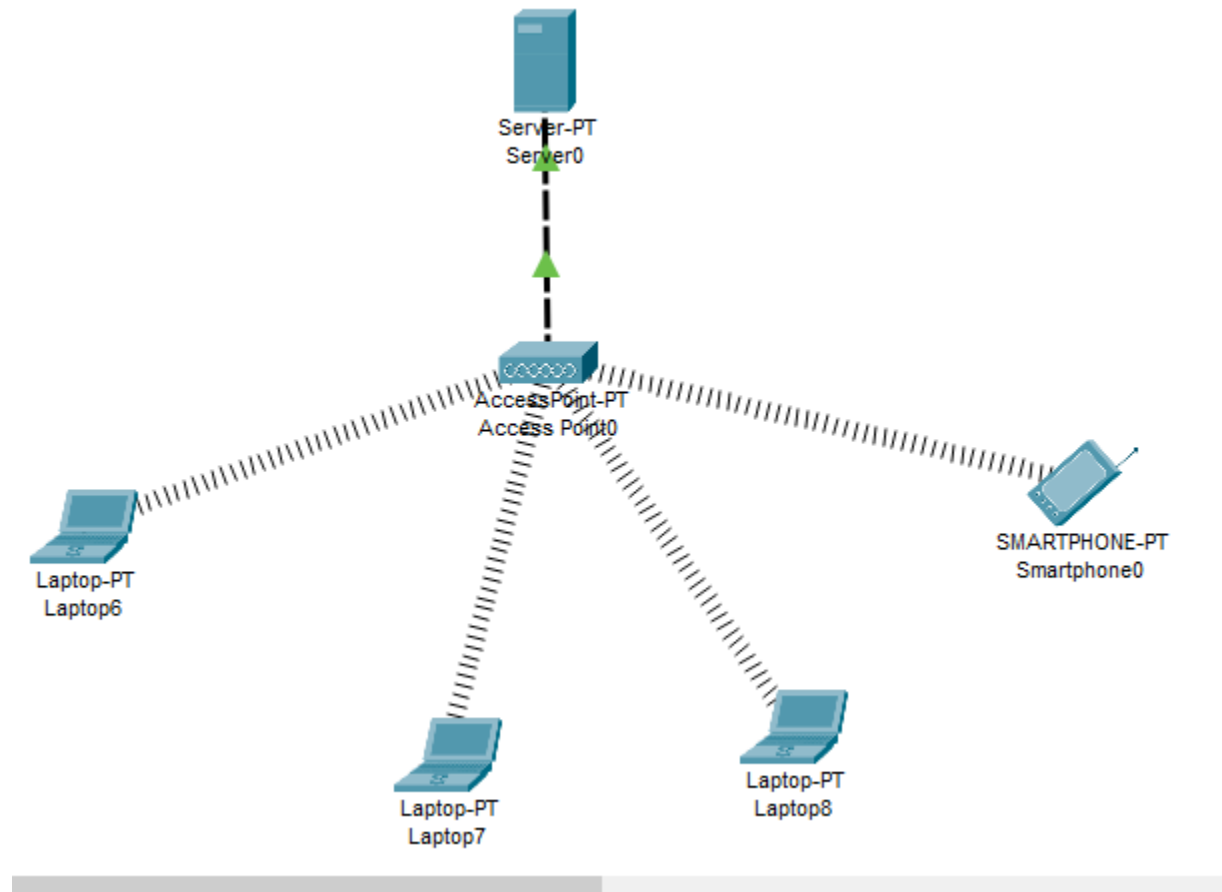 Server-PT
Server0
AccessPoint-PT
Access Point0
Laptop-PT
Laptop6
SMARTPHONE-PT
Smartphone0
Laptop-PT
Laptop7
Laptop-PT
Laptop8